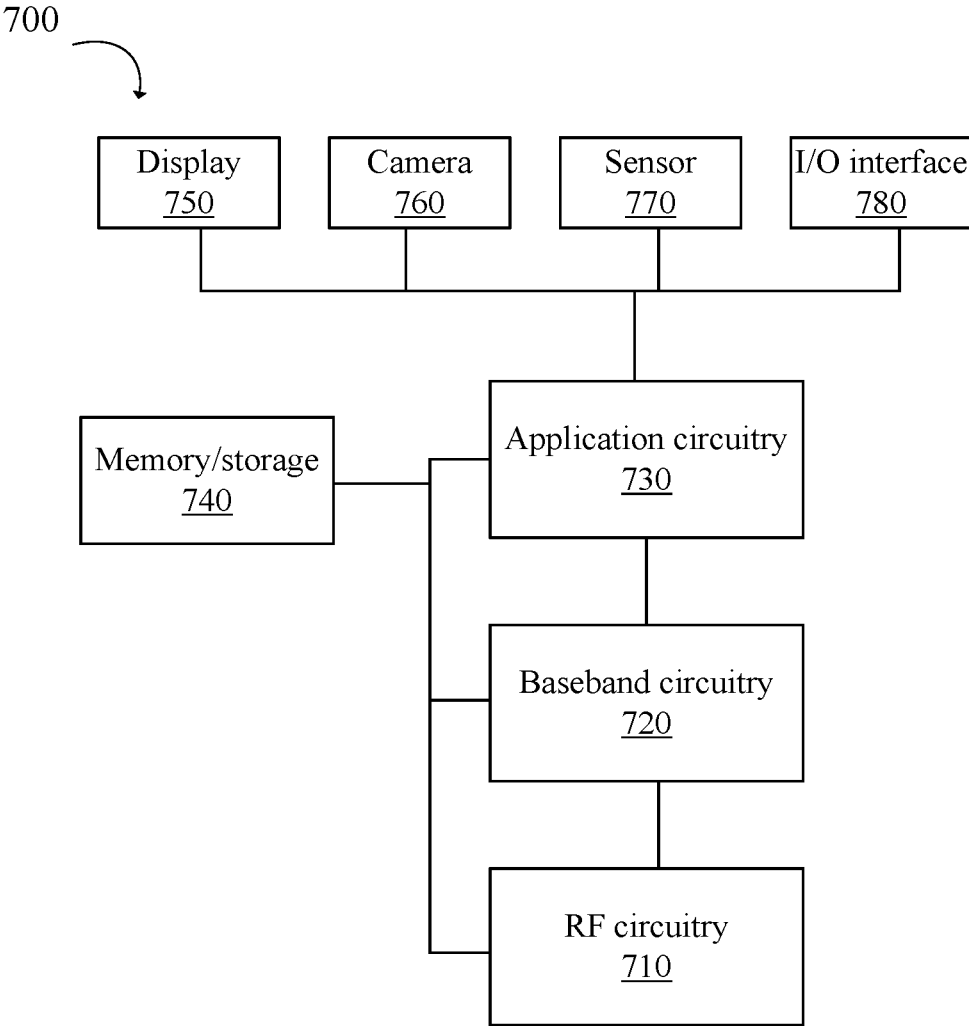 700
Display
750
Camera
760
Sensor
770
I/O interface
780
Application circuitry
730
Memory/storage
740
Baseband circuitry
720
RF circuitry
710